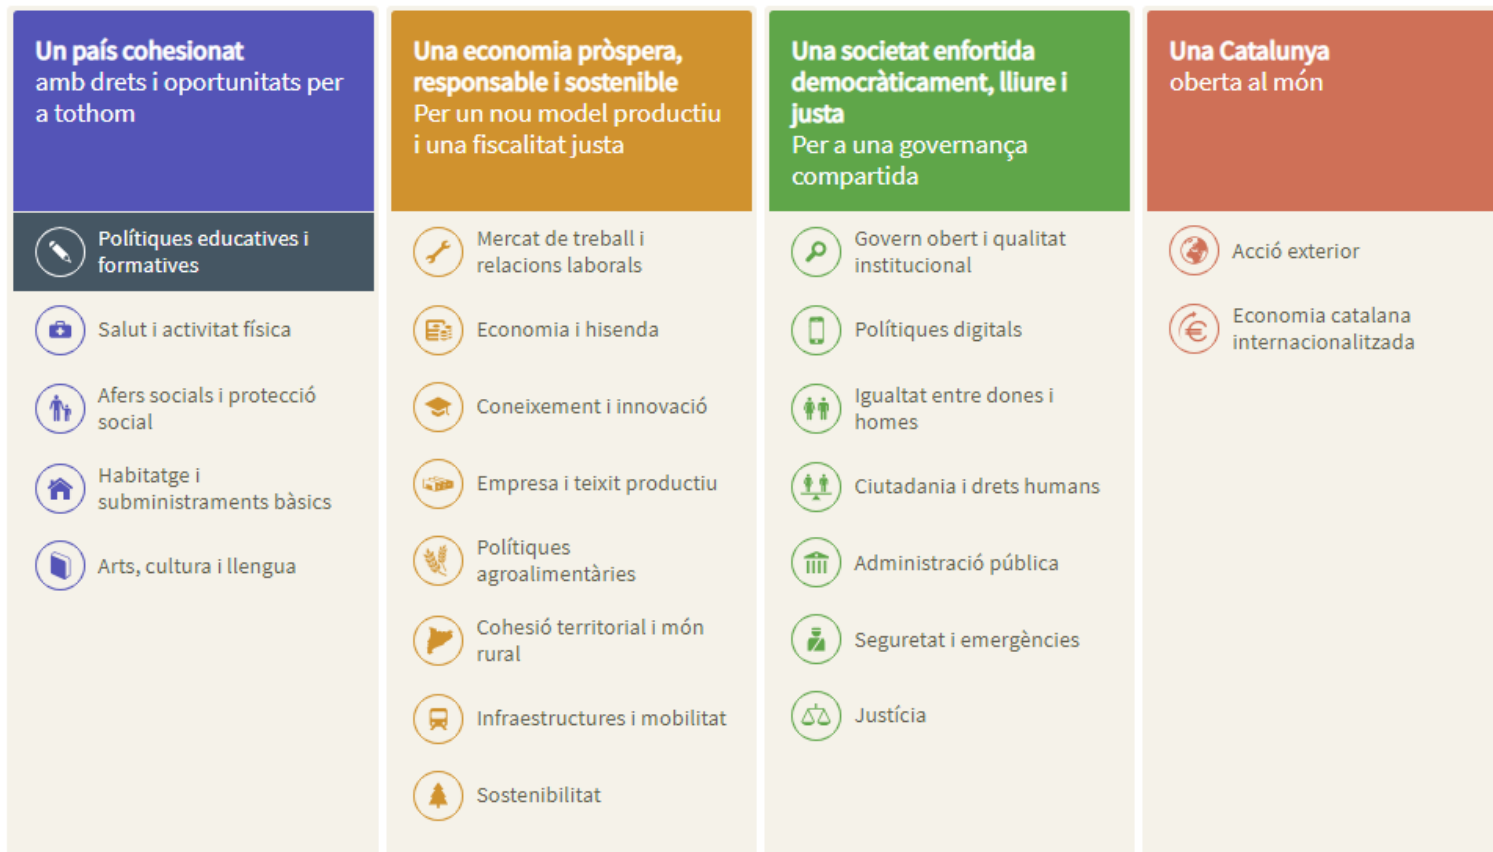 Un país cohesionat
amb drets i oportunitats per
a tothom
Polítiques educatives i
formatives
Salut i activitat física
Afers socials i protecció
social
Habitatge i
subministraments bàsics
Arts, cultura i llengua
Una economia pròspera,
responsable i sostenible
Per un nou model productiu
i una fiscalitat justa
Mercat de treball i
relacions laborals
Economia i hisenda
Coneixement i innovació
Empresa i teixit productiu
Polítiques
agroalimentàries
Cohesió territorial i món
rural
Infraestructures i mobilitat
Sostenibilitat
Una societat enfortida
democràticament, lliure i
justa
Per a una governança
compartida
Govern obert i qualitat
institucional
Polítiques digitals
Igualtat entre dones i
homes
Ciutadania i drets humans
Administració pública
Seguretat i emergències
Justícia
Una Catalunya
oberta al món
Acció exterior
Economia catalana
internacionalitzada